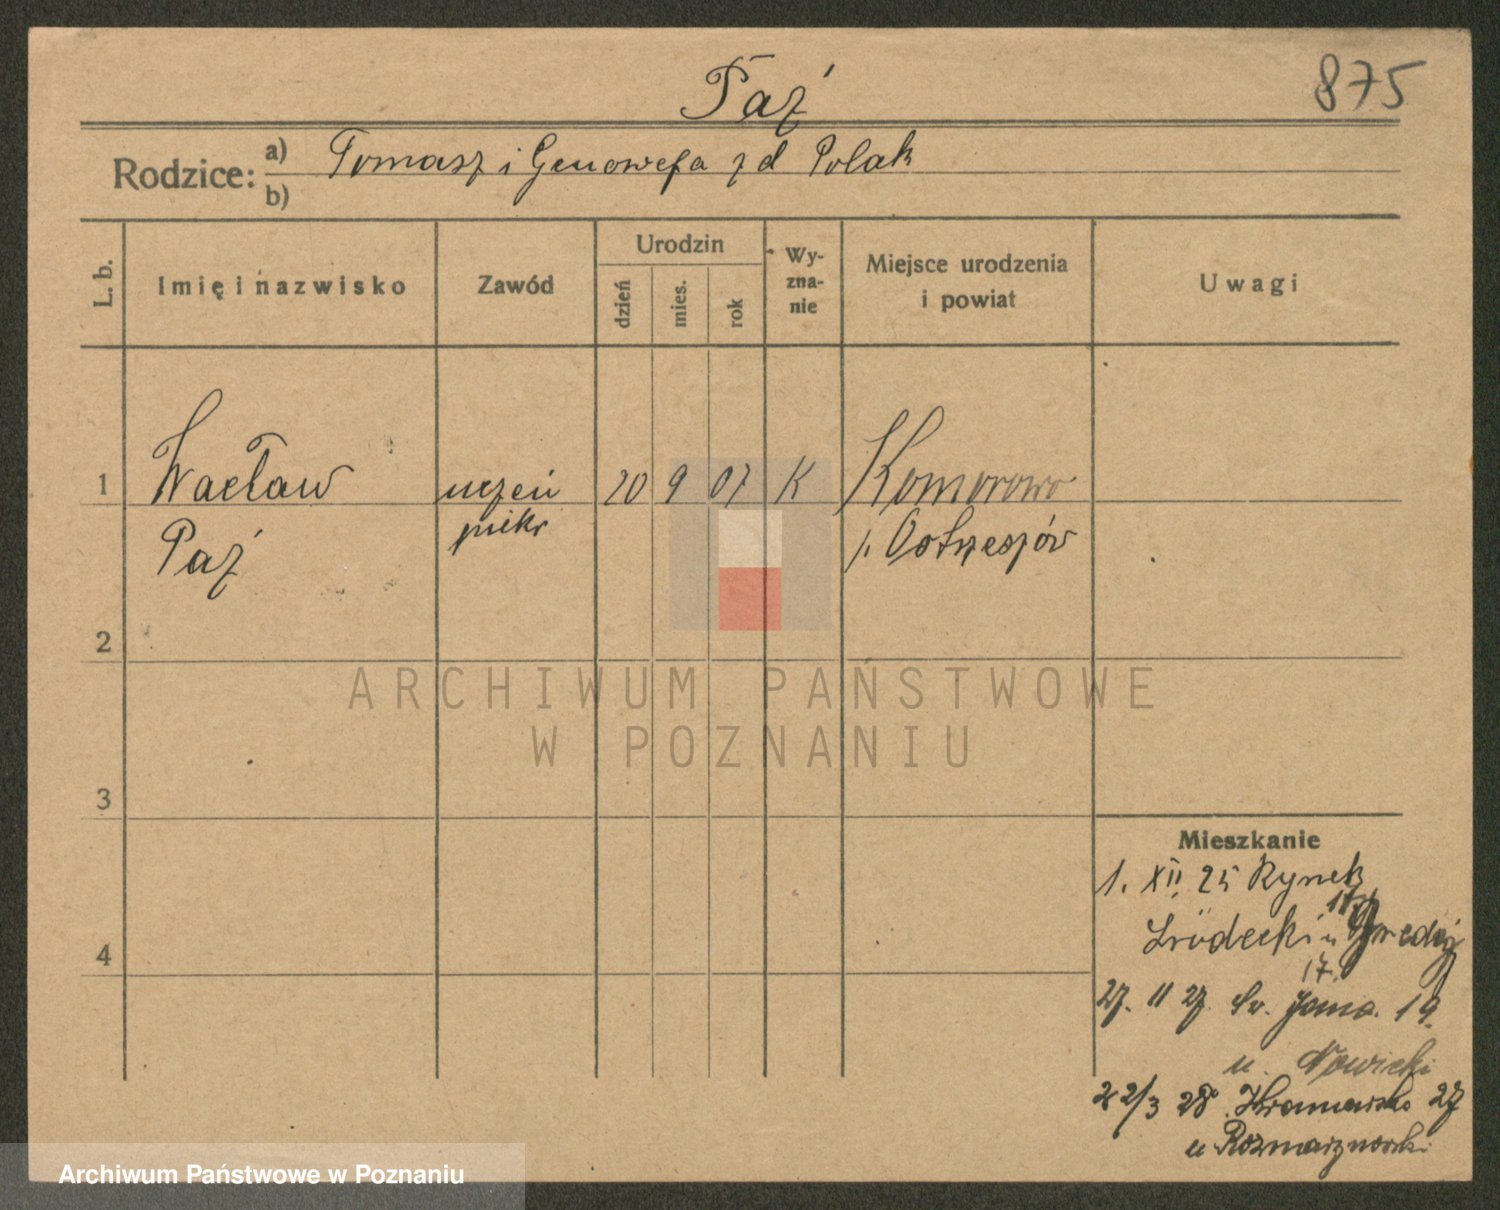 Paź
875
Rodzice: a) Tomasz i Genowefa zd Polak
b)
L. b.
Imię i nazwisko
Zawód
Urodzin
dzień
mies.
rok
Wy-
zna-
nie
Miejsce urodzenia
i powiat
Uwagi
1 Wacław uczeń 20 9 07 K Komorowo
Paź piekr p. Ostrzeszów
2
3
4
Mieszkanie
1. XII. 25 Rynek
Śródecki 17 u
17.
27. 11 27. Św. Jana. 19.
u. Nowicki
22/3 28. Kramarska 27
u
ARCHIWUM PAŃSTWOWE
W POZNANIU
Archiwum Państwowe w Poznaniu